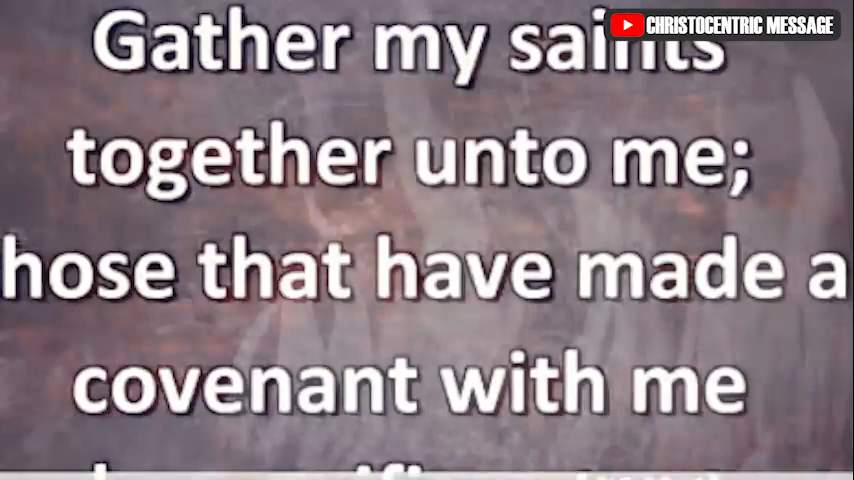 CHRISTOCENTRIC MESSAGE
Gather my saints
together unto me;
hose that have made a
covenant with me